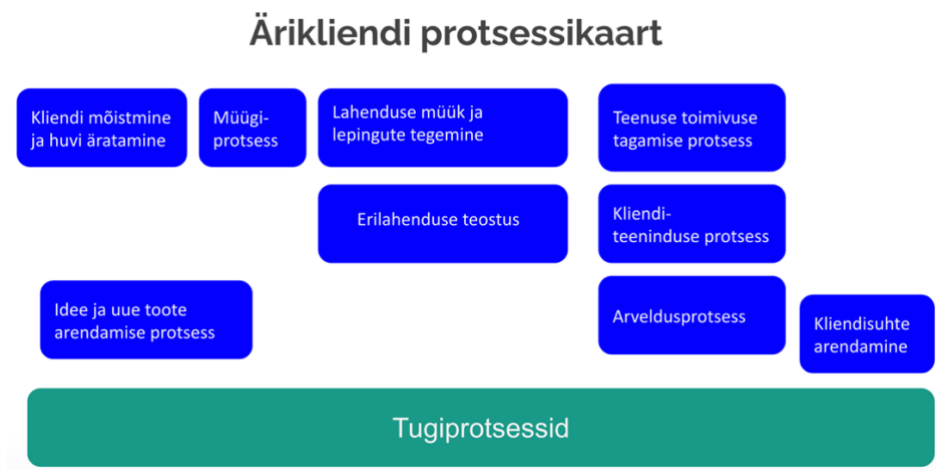 Ärikliendi protsessikaart
Kliendi mõistmine
ja huvi äratamine
Müügi-
protsess
Lahenduse müük ja
lepingute tegemine
Teenuse toimivuse
tagamise protsess
Erilahenduse teostus
Kliendi-
teeninduse protsess
Idee ja uue toote
arendamise protsess
Arveldusprotsess
Kliendisuhte
arendamine
Tugiprotsessid